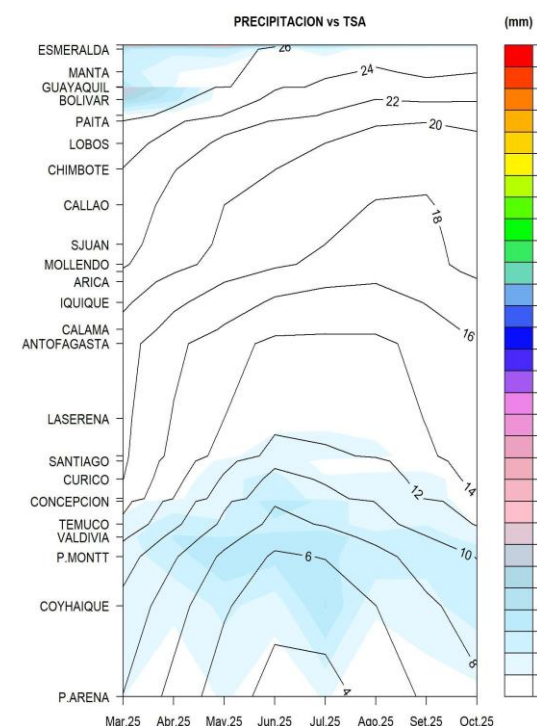 PRECIPITACION vs TSA
(mm)
ESMERALDA
MANTA
GUAYAQUIL
BOLIVAR
PAITA
LOBOS
CHIMBOTE
CALLAO
SJUAN
MOLLENDO
ARICA
IQUIQUE
CALAMA
ANTOFAGASTA
LASERENA
SANTIAGO
CURICO
CONCEPCION
TEMUCO
VALDIVIA
P.MONTT
COYHAIQUE
P.ARENA
26
24
22
20
18
16
14
12
10
8
6
4
Mar.25 Abr.25 May.25 Jun.25 Jul.25 Ago.25 Set.25 Oct.25